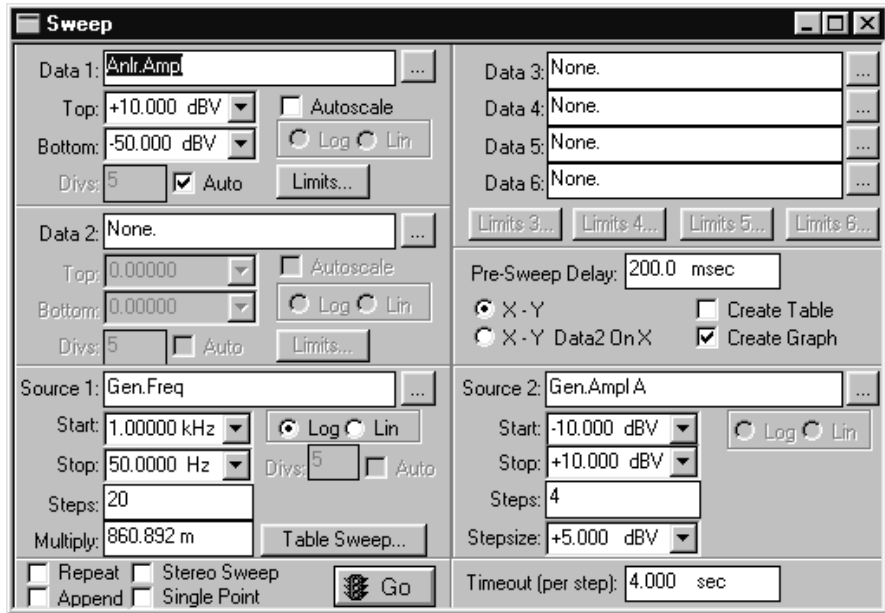 Sweep
Data 1: Anlr.Ampl ...
Top: +10.000 dBV Autoscale
Bottom: -50.000 dBV Log Lin
Divs: 5 Auto Limits...
Data 2: None. ...
Top: 0.00000 Autoscale
Bottom: 0.00000 Log Lin
Divs: 5 Auto Limits...
Source 1: Gen.Freq ...
Start: 1.00000 kHz Log Lin
Stop: 50.0000 Hz Divs: 5 Auto
Steps: 20
Multiply: 860.892 m Table Sweep...
Repeat Stereo Sweep
Append Single Point Go
Data 3: None. ...
Data 4: None. ...
Data 5: None. ...
Data 6: None. ...
Limits 3... Limits 4... Limits 5... Limits 6...
Pre-Sweep Delay: 200.0 msec
X - Y Create Table
X - Y Data2 On X Create Graph
Source 2: Gen.Ampl A ...
Start: -10.000 dBV Log Lin
Stop: +10.000 dBV
Steps: 4
Stepsize: +5.000 dBV
Timeout (per step): 4.000 sec